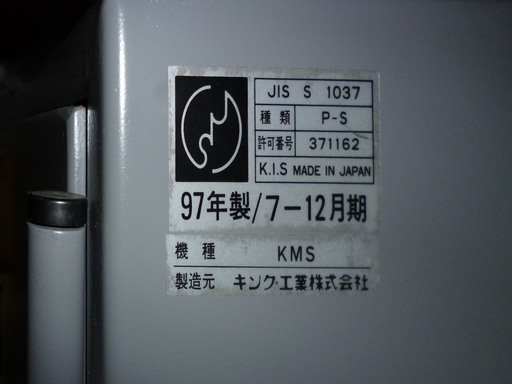 JIS S 1037
種類 P-S
許可番号 371162
K.I.S MADE IN JAPAN
97年製/7-12月期
機種 KMS
製造元 キング工業株式会社